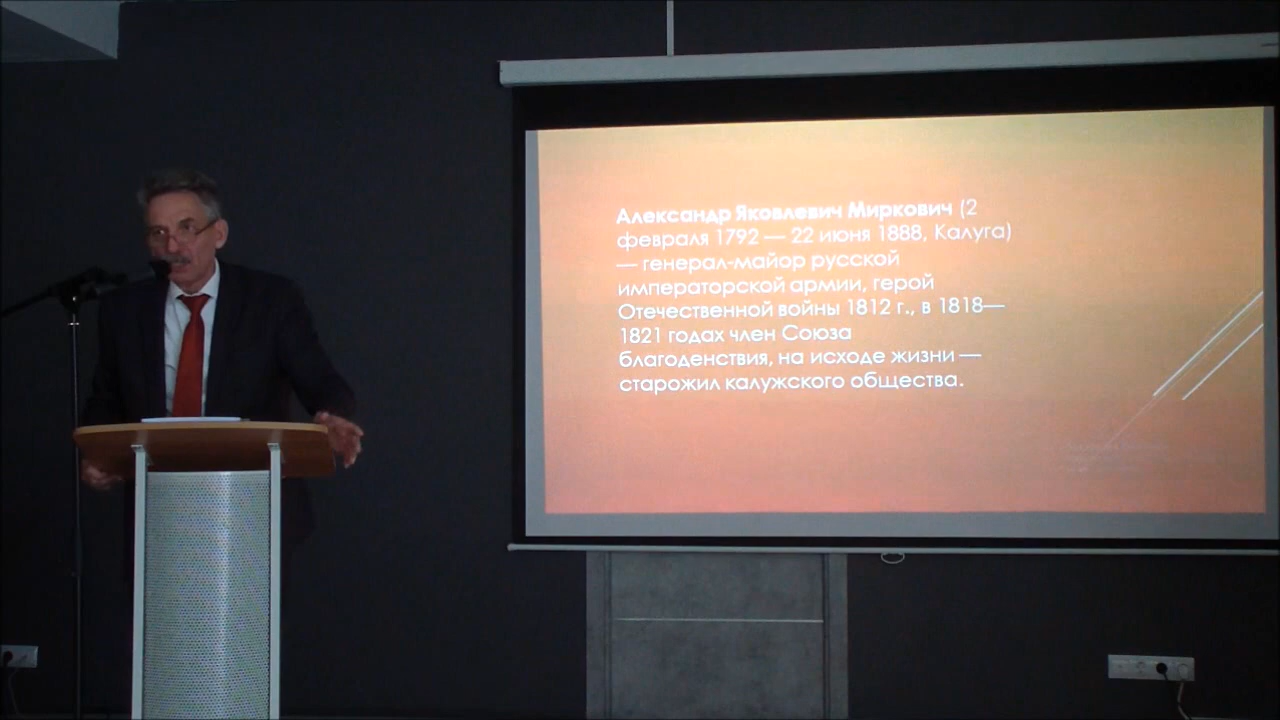 Александр Яковлевич Миркович (2
февраля 1792 — 22 июня 1888, Калуга)
— генерал-майор русской
императорской армии, герой
Отечественной войны 1812 г., в 1818—
1821 годах член Союза
благоденствия, на исходе жизни —
старожил калужского общества.